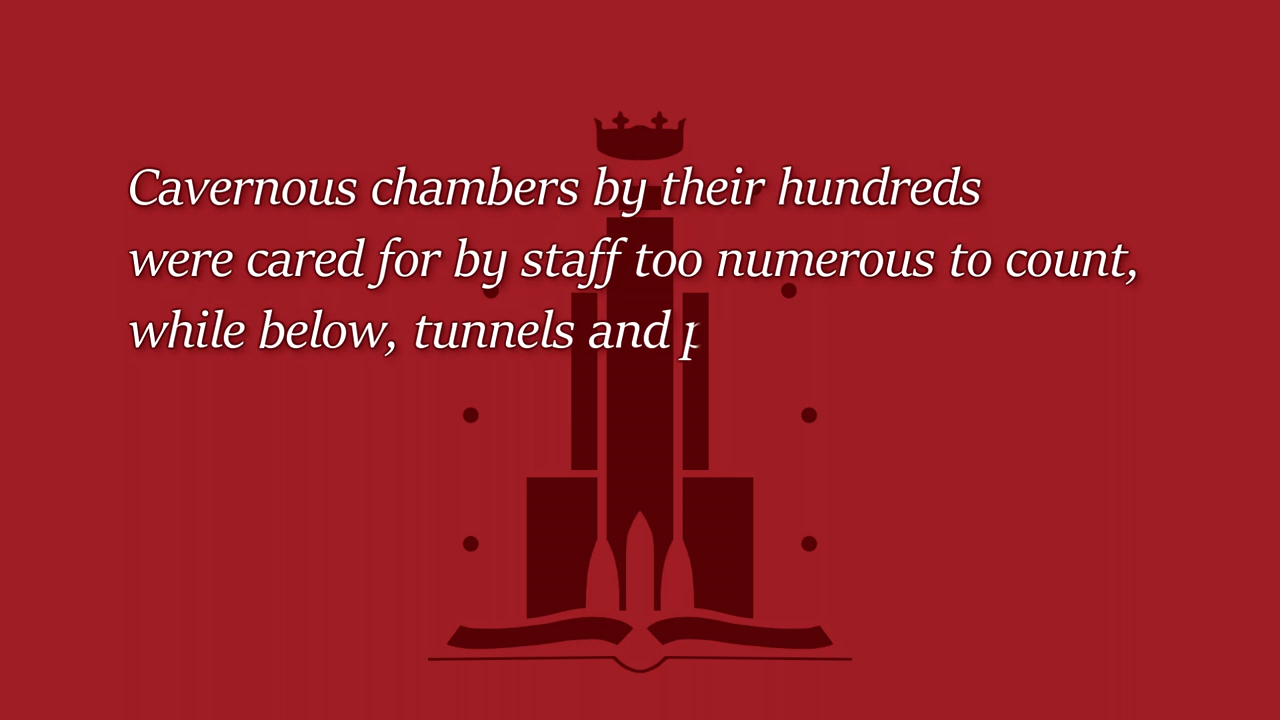 Cavernous chambers by their hundreds
were cared for by staff too numerous to count,
while below, tunnels and p